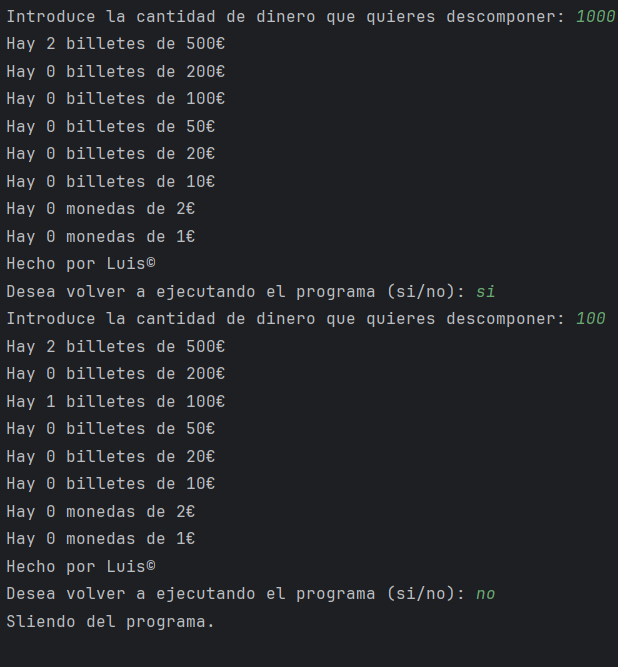 Introduce la cantidad de dinero que quieres descomponer: 1000
Hay 2 billetes de 500€
Hay 0 billetes de 200€
Hay 0 billetes de 100€
Hay 0 billetes de 50€
Hay 0 billetes de 20€
Hay 0 billetes de 10€
Hay 0 monedas de 2€
Hay 0 monedas de 1€
Hecho por Luis©
Desea volver a ejecutando el programa (si/no): si
Introduce la cantidad de dinero que quieres descomponer: 100
Hay 2 billetes de 500€
Hay 0 billetes de 200€
Hay 1 billetes de 100€
Hay 0 billetes de 50€
Hay 0 billetes de 20€
Hay 0 billetes de 10€
Hay 0 monedas de 2€
Hay 0 monedas de 1€
Hecho por Luis©
Desea volver a ejecutando el programa (si/no): no
Sliendo del programa.